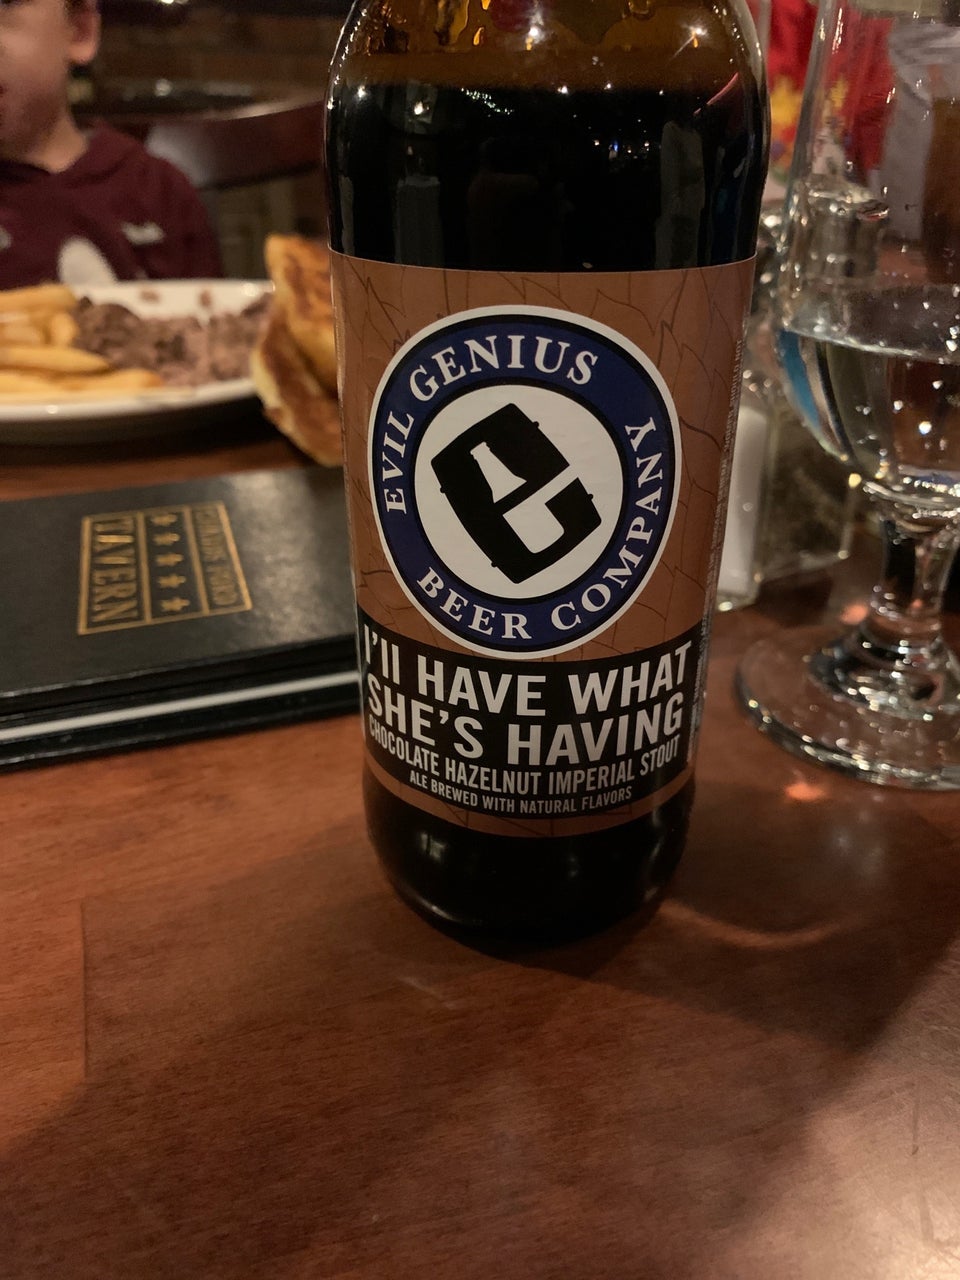 EVIL GENIUS
BEER COMPANY
I'll HAVE WHAT
SHE'S HAVING
CHOCOLATE HAZELNUT IMPERIAL STOUT
ALE BREWED WITH NATURAL FLAVORS
TAVERN